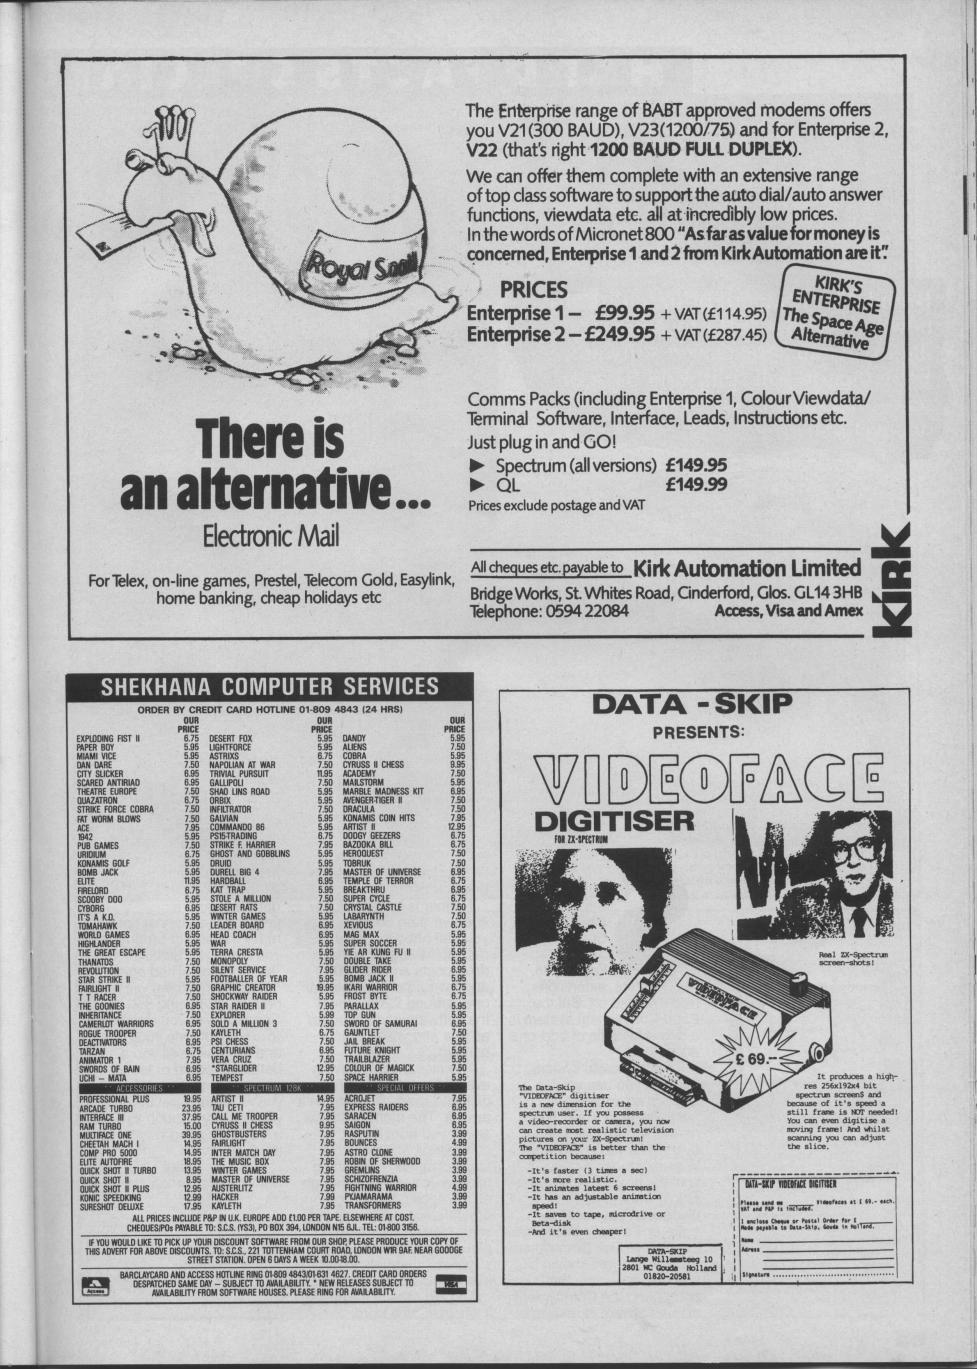 The Enterprise range of BABT approved modems offers
you V21(300 BAUD), V23(1200/75) and for Enterprise 2,
V22 (that's right 1200 BAUD FULL DUPLEX).
We can offer them complete with an extensive range
of top class software to support the auto dial/auto answer
functions, viewdata etc. all at incredibly low prices.
In the words of Micronet 800 "As far as value for money is
concerned, Enterprise 1 and 2 from Kirk Automation are it".
Royal Snail
PRICES
Enterprise 1 – £99.95 + VAT (£114.95)
Enterprise 2 – £249.95 + VAT (£287.45)
KIRK'S
ENTERPRISE
The Space Age
Alternative
Comms Packs (including Enterprise 1, Colour Viewdata/
Terminal Software, Interface, Leads, Instructions etc.
Just plug in and GO!
► Spectrum (all versions) £149.95
► QL £149.99
Prices exclude postage and VAT
There is
an alternative...
Electronic Mail
For Telex, on-line games, Prestel, Telecom Gold, Easylink,
home banking, cheap holidays etc
All cheques etc. payable to Kirk Automation Limited
Bridge Works, St. Whites Road, Cinderford, Glos. GL14 3HB
Telephone: 0594 22084 Access, Visa and Amex
KIRK
SHEKHANA COMPUTER SERVICES
ORDER BY CREDIT CARD HOTLINE 01-809 4843 (24 HRS)
OUR PRICE
EXPLODING FIST II 6.75
PAPER BOY 5.95
MIAMI VICE 5.95
DAN DARE 7.50
CITY SLICKER 6.95
SCARED ANTIRIAD 6.95
THEATRE EUROPE 7.50
QUAZATRON 6.75
STRIKE FORCE COBRA 7.50
FAT WORM BLOWS 7.50
ACE 7.95
1942 5.95
PUB GAMES 7.50
URIDIUM 6.75
KONAMIS GOLF 5.95
BOMB JACK 5.95
ELITE 11.95
FIRELORD 6.75
SCOOBY DOO 5.95
CYBORG 6.95
IT'S A K.O. 5.95
TOMAHAWK 7.50
WORLD GAMES 6.95
HIGHLANDER 5.95
THE GREAT ESCAPE 5.95
THANATOS 7.50
REVOLUTION 7.50
STAR STRIKE II 5.95
FAIRLIGHT II 7.50
T T RACER 7.50
THE GOONIES 6.95
INHERITANCE 7.50
CAMERLOT WARRIORS 6.95
ROGUE TROOPER 7.50
DEACTIVATORS 6.95
TARZAN 6.75
ANIMATOR 1 7.95
SWORDS OF BAIN 6.95
UCHI – MATA 6.95
OUR PRICE
DESERT FOX 5.95
LIGHTFORCE 5.95
ASTRIXS 6.75
NAPOLIAN AT WAR 7.50
TRIVIAL PURSUIT 11.95
GALLIPOLI 7.50
SHAO LINS ROAD 5.95
ORBIX 5.95
INFILTRATOR 7.50
GALVIAN 5.95
COMMANDO 86 5.95
PS15-TRADING 6.75
STRIKE F. HARRIER 7.95
GHOST AND GOBBLINS 5.95
DRUID 5.95
DURELL BIG 4 7.95
HARDBALL 6.95
KAT TRAP 5.95
STOLE A MILLION 7.50
DESERT RATS 7.50
WINTER GAMES 5.95
LEADER BOARD 6.95
HEAD COACH 6.95
WAR 5.95
TERRA CRESTA 5.95
MONOPOLY 7.50
SILENT SERVICE 7.95
FOOTBALLER OF YEAR 5.95
GRAPHIC CREATOR 19.95
SHOCKWAY RAIDER 5.95
STAR RAIDER II 7.95
EXPLORER 5.99
SOLD A MILLION 3 7.50
KAYLETH 6.75
PSI CHESS 7.50
CENTURIANS 6.95
VERA CRUZ 7.50
*STARGLIDER 12.95
TEMPEST 7.50
OUR PRICE
DANDY 5.95
ALIENS 7.50
COBRA 5.95
CYRUSS II CHESS 9.95
ACADEMY 7.50
MAILSTORM 5.95
MARBLE MADNESS KIT 6.95
AVENGER-TIGER II 7.50
DRACULA 7.50
KONAMIS COIN HITS 7.95
ARTIST II 12.95
DODGY GEEZERS 6.75
BAZOOKA BILL 6.75
HEROQUEST 7.50
TOBRUK 7.50
MASTER OF UNIVERSE 6.95
TEMPLE OF TERROR 6.75
BREAKTHRU 6.95
SUPER CYCLE 6.75
CRYSTAL CASTLE 7.50
LABARYNTH 7.50
XEVIOUS 6.75
MAG MAX 5.95
SUPER SOCCER 5.95
YIE AR KUNG FU II 5.95
DOUBLE TAKE 5.95
GLIDER RIDER 6.95
BOMB JACK II 5.95
IKARI WARRIOR 6.75
FROST BYTE 6.75
PARALLAX 5.95
TOP GUN 5.95
SWORD OF SAMURAI 6.95
GAUNTLET 7.50
JAIL BREAK 5.95
FUTURE KNIGHT 5.95
TRAILBLAZER 5.95
COLOUR OF MAGICK 7.50
SPACE HARRIER 5.95
ACCESSORIES
PROFESSIONAL PLUS 19.95
ARCADE TURBO 23.95
INTERFACE III 37.95
RAM TURBO 15.00
MULTIFACE ONE 39.95
CHEETAH MACH I 14.95
COMP PRO 5000 14.95
ELITE AUTOFIRE 18.95
QUICK SHOT II TURBO 13.95
QUICK SHOT II 8.95
QUICK SHOT II PLUS 12.95
KONIC SPEEDKING 12.99
SURESHOT DELUXE 17.95
SPECTRUM 128K
ARTIST II 14.95
TAU CETI 7.95
CALL ME TROOPER 7.95
CYRUSS II CHESS 9.95
GHOSTBUSTERS 7.95
FAIRLIGHT 7.95
INTER MATCH DAY 7.95
THE MUSIC BOX 7.95
WINTER GAMES 7.95
MASTER OF UNIVERSE 7.95
AUSTERLITZ 7.95
HACKER 7.99
KAYLETH 7.95
SPECIAL OFFERS
ACROJET 7.95
EXPRESS RAIDERS 6.95
SARACEN 6.95
SAIGON 6.95
RASPUTIN 3.99
BOUNCES 4.99
ASTRO CLONE 3.99
ROBIN OF SHERWOOD 3.99
GREMLINS 3.99
SCHIZOFRENZIA 3.99
FIGHTNING WARRIOR 4.99
PYJAMARAMA 3.99
TRANSFORMERS 3.99
ALL PRICES INCLUDE P&P IN U.K. EUROPE ADD £1.00 PER TAPE. ELSEWHERE AT COST.
CHEQUES/POs PAYABLE TO: S.C.S. (YS3), PO BOX 394, LONDON N15 6JL. TEL: 01-800 3156.
IF YOU WOULD LIKE TO PICK UP YOUR DISCOUNT SOFTWARE FROM OUR SHOP, PLEASE PRODUCE YOUR COPY OF
THIS ADVERT FOR ABOVE DISCOUNTS. TO: S.C.S., 221 TOTTENHAM COURT ROAD, LONDON W1R 9AF. NEAR GOODGE
STREET STATION. OPEN 6 DAYS A WEEK 10.00-18.00.
BARCLAYCARD AND ACCESS HOTLINE RING 01-809 4843/01-631 4627. CREDIT CARD ORDERS
DESPATCHED SAME DAY – SUBJECT TO AVAILABILITY. * NEW RELEASES SUBJECT TO
AVAILABILITY FROM SOFTWARE HOUSES. PLEASE RING FOR AVAILABILITY.
Access
VISA
DATA - SKIP
PRESENTS:
VIDEOFACE
DIGITISER
FOR ZX-SPECTRUM
Real ZX-Spectrum
screen-shots!
VIDEOFACE
£ 69.--
The Data-Skip
"VIDEOFACE" digitiser
is a new dimension for the
spectrum user. If you possess
a video-recorder or camera, you now
can create most realistic television
pictures on your ZX-Spectrum!
The "VIDEOFACE" is better than the
competition because:
-It's faster (3 times a sec)
-It's more realistic.
-It animates latest 6 screens!
-It has an adjustable animation
speed!
-It saves to tape, microdrive or
Beta-disk
-And it's even cheaper!
It produces a high-
res 256x192x4 bit
spectrum screen$ and
because of it's speed a
still frame is NOT needed!
You can even digitise a
moving frame! And whilst
scanning you can adjust
the slice.
DATA-SKIP
Lange Willemsteeg 10
2801 WC Gouda Holland
01820-20581
DATA-SKIP VIDEOFACE DIGITISER
Please send me Videofaces at £ 69.- each.
VAT and P&P is included.
I enclose Cheque or Postal Order for £
Made payable to Data-Skip, Gouda in Holland.
Name
Adress
Signature